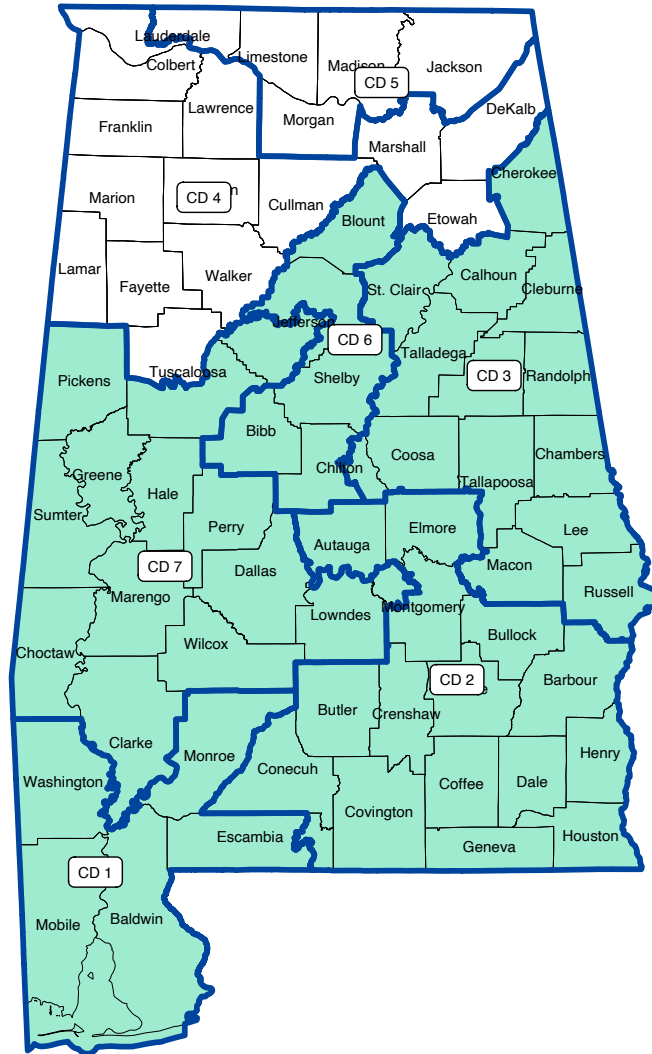 Lauderdale
Limestone
Madison
Jackson
Colbert
CD 5
Lawrence
DeKalb
Morgan
Franklin
Marshall
Cherokee
CD 4
n
Marion
Cullman
Blount
Etowah
Lamar
Walker
Calhoun
Fayette
St. Clair
Cleburne
Jefferson
CD 6
Talladega
Tuscaloosa
CD 3
Randolph
Pickens
Shelby
Bibb
Coosa
Chambers
Chilton
Greene
Tallapoosa
Hale
Sumter
Perry
Elmore
Lee
Autauga
CD 7
Dallas
Macon
Marengo
Russell
Montgomery
Lowndes
Bullock
Choctaw
Wilcox
CD 2
e
Barbour
Butler
Crenshaw
Clarke
Monroe
Henry
Conecuh
Washington
Coffee
Dale
Covington
Escambia
Houston
Geneva
CD 1
Mobile
Baldwin